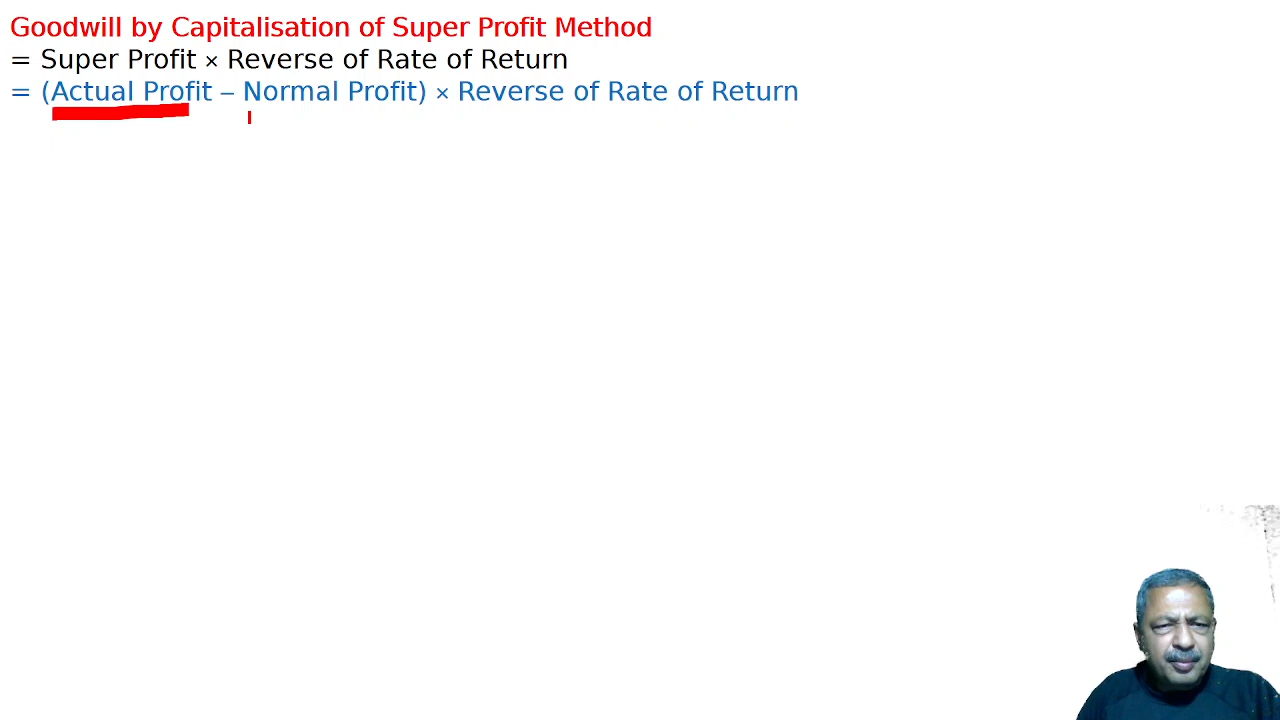 Goodwill by Capitalisation of Super Profit Method
= Super Profit × Reverse of Rate of Return
= (Actual Profit – Normal Profit) × Reverse of Rate of Return